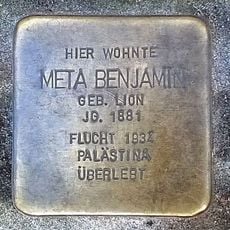 HIER WOHNTE
META BENJAMIN
GEB. LION
JG. 1881
FLUCHT 1934
PALÄSTINA
ÜBERLEBT